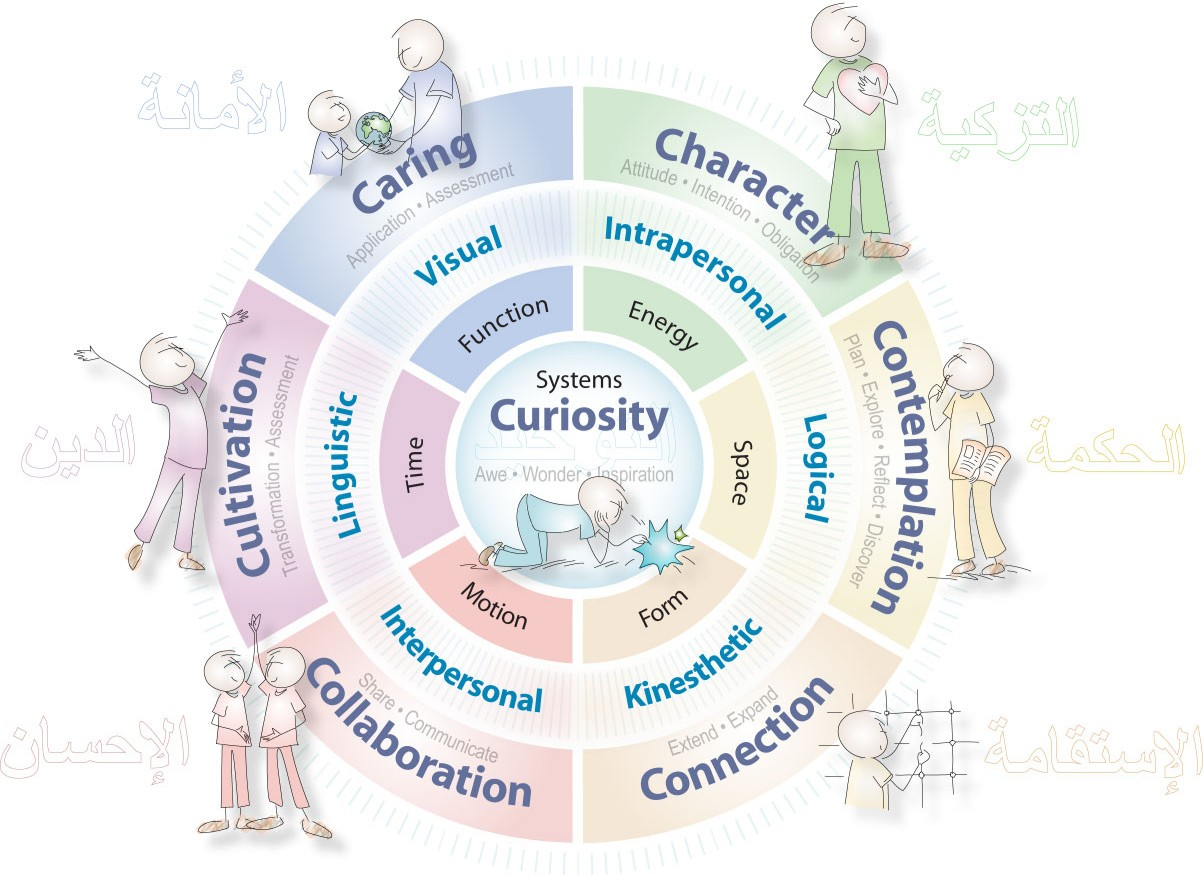 الأمانة
Caring
Application • Assessment
Visual
Function
التزكية
Character
Attitude • Intention • Obligation
Intrapersonal
Energy
الحكمة
Contemplation
Plan • Explore • Reflect • Discover
Logical
Space
الإستقامة
Connection
Extend • Expand
Kinesthetic
Form
الإحسان
Collaboration
Share • Communicate
Interpersonal
Motion
الدين
Cultivation
Transformation • Assessment
Linguistic
Time
Systems
Curiosity
التوحيد
Awe • Wonder • Inspiration